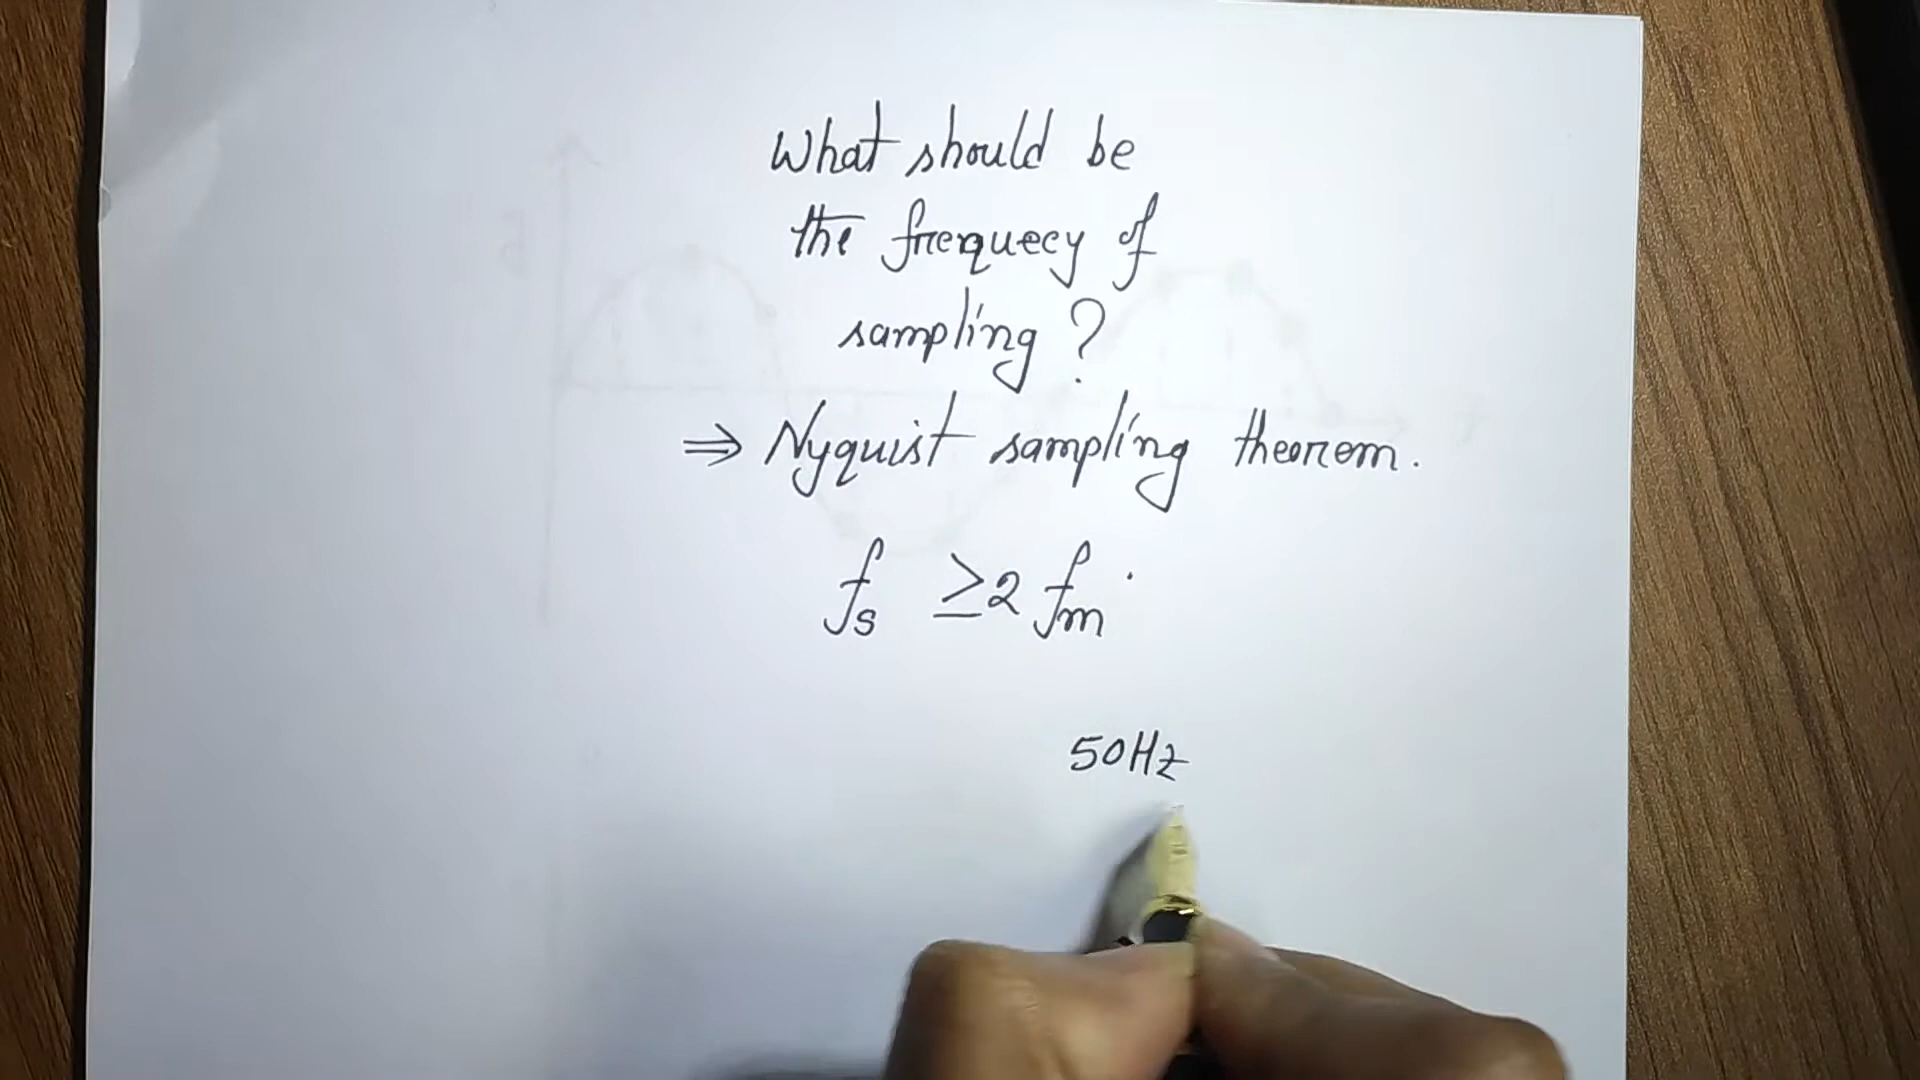 What should be
the frequecy of
sampling ?
⇒ Nyquist sampling theorem.
fs ≥ 2 fm .
50Hz